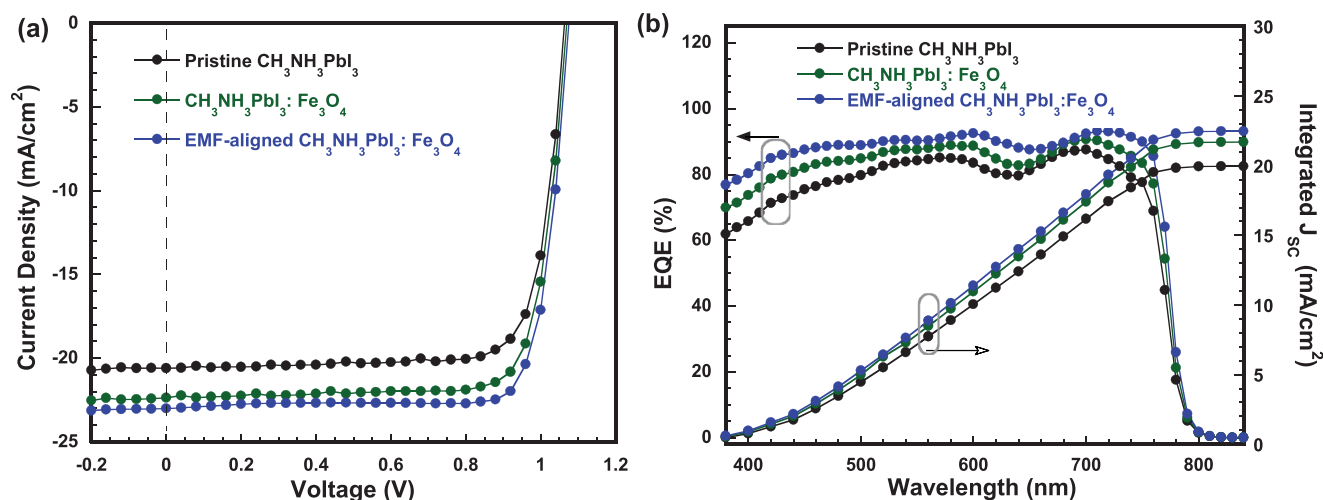 (a)
Current Density (mA/cm²)
0
-5
-10
-15
-20
-25
Pristine CH₃NH₃PbI₃
CH₃NH₃PbI₃: Fe₃O₄
EMF-aligned CH₃NH₃PbI₃: Fe₃O₄
-0.2
0
0.2
0.4
0.6
0.8
1
1.2
Voltage (V)
(b)
EQE (%)
120
100
80
60
40
20
0
Pristine CH₃NH₃PbI₃
CH₃NH₃PbI₃: Fe₃O₄
EMF-aligned CH₃NH₃PbI₃:Fe₃O₄
30
25
20
15
10
5
0
Integrated J_SC (mA/cm²)
400
500
600
700
800
Wavelength (nm)